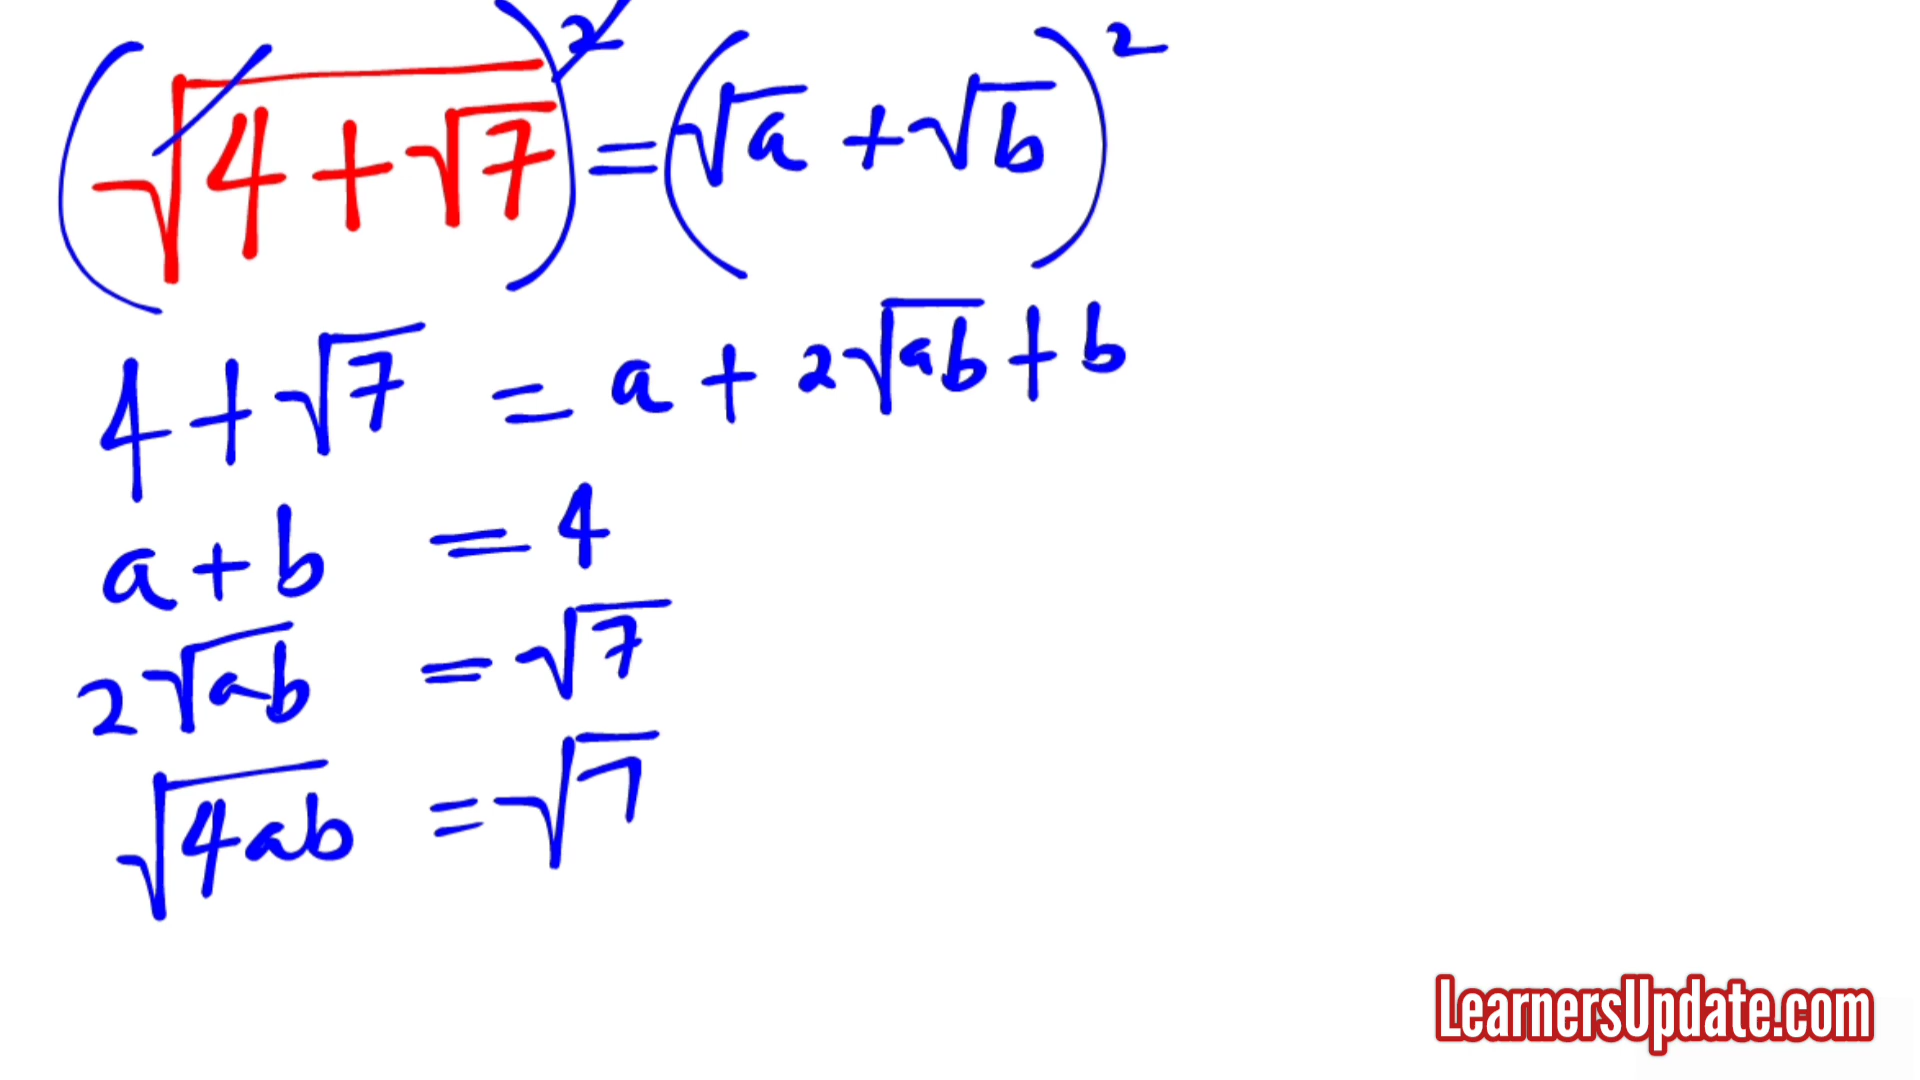 (√(4+√7))² = (√a + √b)²
4 + √7 = a + 2√ab + b
a + b = 4
2√ab = √7
√4ab = √7
LearnersUpdate.com